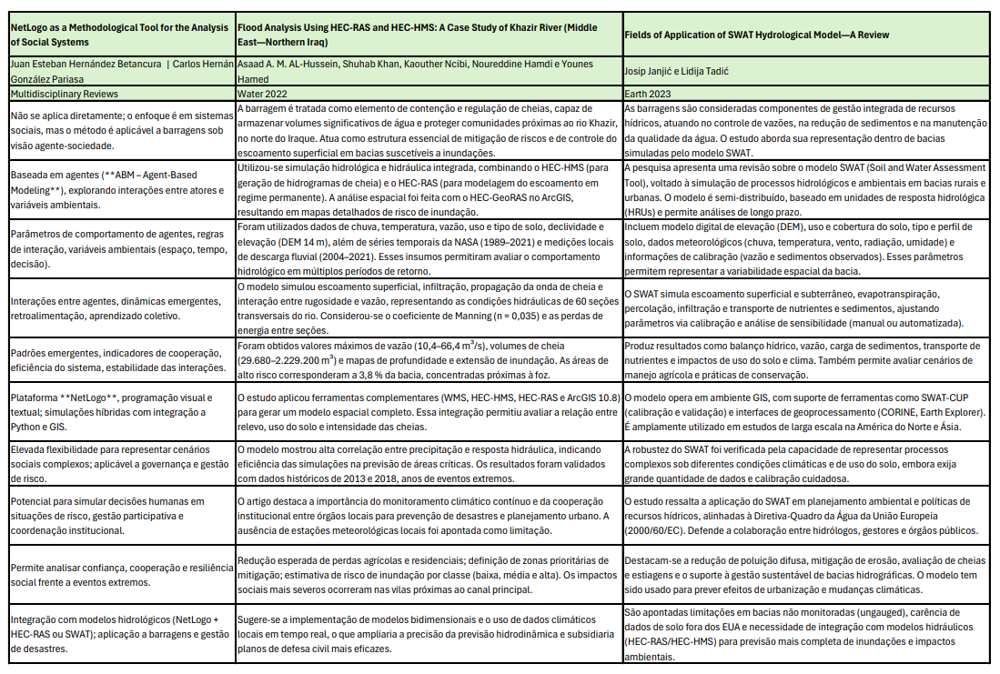 NetLogo as a Methodological Tool for the Analysis
of Social Systems
Flood Analysis Using HEC-RAS and HEC-HMS: A Case Study of Khazir River (Middle
East—Northern Iraq)
Fields of Application of SWAT Hydrological Model—A Review
Juan Esteban Hernández Betancura | Carlos Hernán
González Pariasa
Asaad A. M. AL-Hussein, Shuhab Khan, Kaouther Ncibi, Noureddine Hamdi e Younes
Hamed
Josip Janjić e Lidija Tadić
Multidisciplinary Reviews
Water 2022
Earth 2023
Não se aplica diretamente; o enfoque é em sistemas
sociais, mas o método é aplicável a barragens sob
visão agente-sociedade.
A barragem é tratada como elemento de contenção e regulação de cheias, capaz de
armazenar volumes significativos de água e proteger comunidades próximas ao rio Khazir,
no norte do Iraque. Atua como estrutura essencial de mitigação de riscos e de controle do
escoamento superficial em bacias suscetíveis a inundações.
As barragens são consideradas componentes de gestão integrada de recursos
hídricos, atuando no controle de vazões, na redução de sedimentos e na manutenção
da qualidade da água. O estudo aborda sua representação dentro de bacias
simuladas pelo modelo SWAT.
Baseada em agentes (**ABM – Agent-Based
Modeling**), explorando interações entre atores e
variáveis ambientais.
Utilizou-se simulação hidrológica e hidráulica integrada, combinando o HEC-HMS (para
geração de hidrogramas de cheia) e o HEC-RAS (para modelagem do escoamento em
regime permanente). A análise espacial foi feita com o HEC-GeoRAS no ArcGIS,
resultando em mapas detalhados de risco de inundação.
A pesquisa apresenta uma revisão sobre o modelo SWAT (Soil and Water Assessment
Tool), voltado à simulação de processos hidrológicos e ambientais em bacias rurais e
urbanas. O modelo é semi-distribuído, baseado em unidades de resposta hidrológica
(HRUs) e permite análises de longo prazo.
Parâmetros de comportamento de agentes, regras
de interação, variáveis ambientais (espaço, tempo,
decisão).
Foram utilizados dados de chuva, temperatura, vazão, uso e tipo de solo, declividade e
elevação (DEM 14 m), além de séries temporais da NASA (1989–2021) e medições locais
de descarga fluvial (2004–2021). Esses insumos permitiram avaliar o comportamento
hidrológico em múltiplos períodos de retorno.
Incluem modelo digital de elevação (DEM), uso e cobertura do solo, tipo e perfil de
solo, dados meteorológicos (chuva, temperatura, vento, radiação, umidade) e
informações de calibração (vazão e sedimentos observados). Esses parâmetros
permitem representar a variabilidade espacial da bacia.
Interações entre agentes, dinâmicas emergentes,
retroalimentação, aprendizado coletivo.
O modelo simulou escoamento superficial, infiltração, propagação da onda de cheia e
interação entre rugosidade e vazão, representando as condições hidráulicas de 60 seções
transversais do rio. Considerou-se o coeficiente de Manning (n = 0,035) e as perdas de
energia entre seções.
O SWAT simula escoamento superficial e subterrâneo, evapotranspiração,
percolação, infiltração e transporte de nutrientes e sedimentos, ajustando
parâmetros via calibração e análise de sensibilidade (manual ou automatizada).
Padrões emergentes, indicadores de cooperação,
eficiência do sistema, estabilidade das interações.
Foram obtidos valores máximos de vazão (10,4–66,4 m³/s), volumes de cheia
(29.680–2.229.200 m³) e mapas de profundidade e extensão de inundação. As áreas de
alto risco corresponderam a 3,8 % da bacia, concentradas próximas à foz.
Produz resultados como balanço hídrico, vazão, carga de sedimentos, transporte de
nutrientes e impactos de uso do solo e clima. Também permite avaliar cenários de
manejo agrícola e práticas de conservação.
Plataforma **NetLogo**, programação visual e
textual; simulações híbridas com integração a
Python e GIS.
O estudo aplicou ferramentas complementares (WMS, HEC-HMS, HEC-RAS e ArcGIS 10.8)
para gerar um modelo espacial completo. Essa integração permitiu avaliar a relação entre
relevo, uso do solo e intensidade das cheias.
O modelo opera em ambiente GIS, com suporte de ferramentas como SWAT-CUP
(calibração e validação) e interfaces de geoprocessamento (CORINE, Earth Explorer).
É amplamente utilizado em estudos de larga escala na América do Norte e Ásia.
Elevada flexibilidade para representar cenários
sociais complexos; aplicável a governança e gestão
de risco.
O modelo mostrou alta correlação entre precipitação e resposta hidráulica, indicando
eficiência das simulações na previsão de áreas críticas. Os resultados foram validados
com dados históricos de 2013 e 2018, anos de eventos extremos.
A robustez do SWAT foi verificada pela capacidade de representar processos
complexos sob diferentes condições climáticas e de uso do solo, embora exija
grande quantidade de dados e calibração cuidadosa.
Potencial para simular decisões humanas em
situações de risco, gestão participativa e
coordenação institucional.
O artigo destaca a importância do monitoramento climático contínuo e da cooperação
institucional entre órgãos locais para prevenção de desastres e planejamento urbano. A
ausência de estações meteorológicas locais foi apontada como limitação.
O estudo ressalta a aplicação do SWAT em planejamento ambiental e políticas de
recursos hídricos, alinhadas à Diretiva-Quadro da Água da União Europeia
(2000/60/EC). Defende a colaboração entre hidrólogos, gestores e órgãos públicos.
Permite analisar confiança, cooperação e resiliência
social frente a eventos extremos.
Redução esperada de perdas agrícolas e residenciais; definição de zonas prioritárias de
mitigação; estimativa de risco de inundação por classe (baixa, média e alta). Os impactos
sociais mais severos ocorreram nas vilas próximas ao canal principal.
Destacam-se a redução de poluição difusa, mitigação de erosão, avaliação de cheias
e estiagens e o suporte à gestão sustentável de bacias hidrográficas. O modelo tem
sido usado para prever efeitos de urbanização e mudanças climáticas.
Integração com modelos hidrológicos (NetLogo +
HEC-RAS ou SWAT); aplicação a barragens e gestão
de desastres.
Sugere-se a implementação de modelos bidimensionais e o uso de dados climáticos
locais em tempo real, o que ampliaria a precisão da previsão hidrodinâmica e subsidiaria
planos de defesa civil mais eficazes.
São apontadas limitações em bacias não monitoradas (ungauged), carência de
dados de solo fora dos EUA e necessidade de integração com modelos hidráulicos
(HEC-RAS/HEC-HMS) para previsão mais completa de inundações e impactos
ambientais.